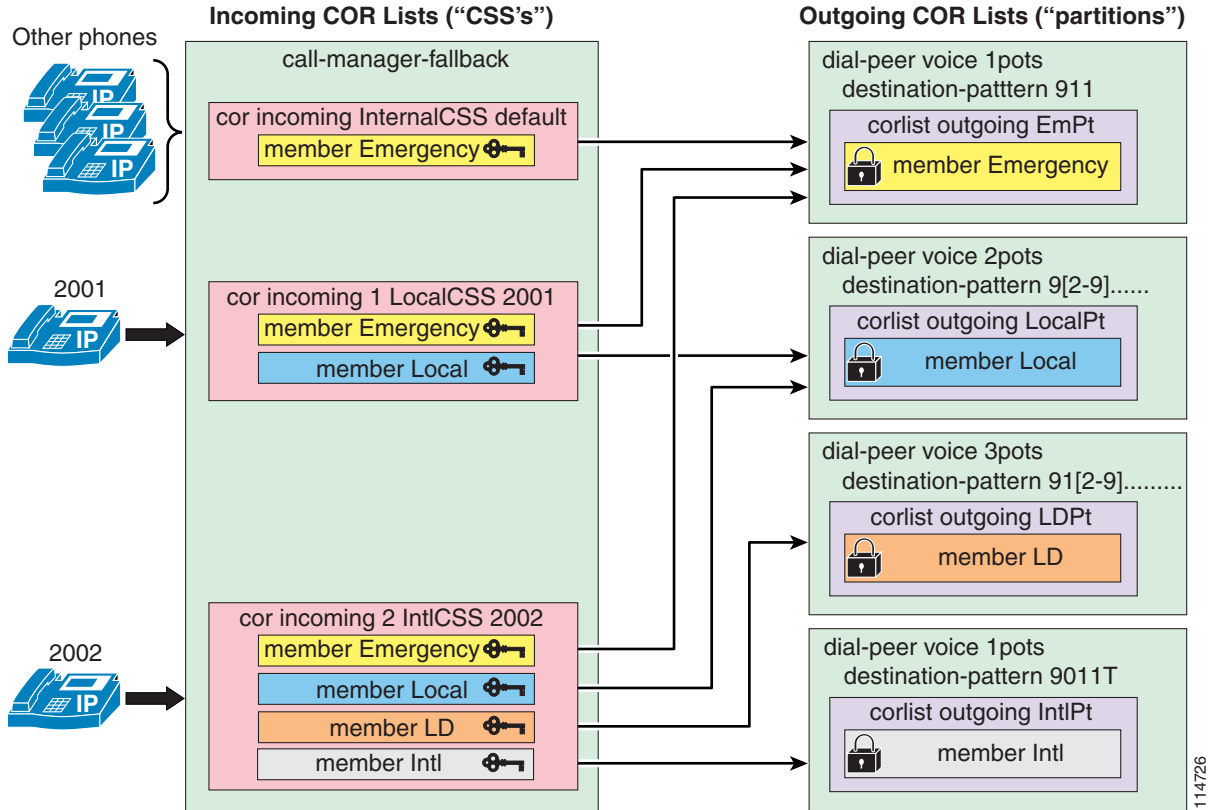 Incoming COR Lists ("CSS's")
Outgoing COR Lists ("partitions")
Other phones
IP
IP
IP
call-manager-fallback
cor incoming InternalCSS default
member Emergency
2001
IP
cor incoming 1 LocalCSS 2001
member Emergency
member Local
2002
IP
cor incoming 2 IntlCSS 2002
member Emergency
member Local
member LD
member Intl
dial-peer voice 1pots
destination-patttern 911
corlist outgoing EmPt
member Emergency
dial-peer voice 2pots
destination-pattern 9[2-9]......
corlist outgoing LocalPt
member Local
dial-peer voice 3pots
destination-pattern 91[2-9].........
corlist outgoing LDPt
member LD
dial-peer voice 1pots
destination-pattern 9011T
corlist outgoing IntlPt
member Intl
114726